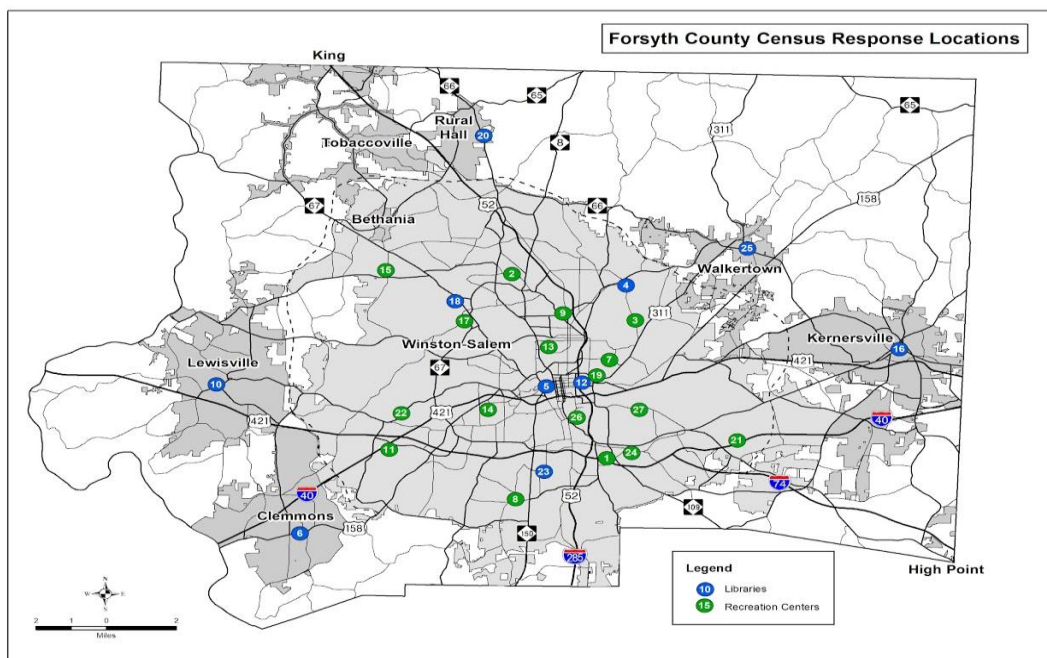 Forsyth County Census Response Locations
King
66
65
65
Rural
Hall
20
311
Tobaccoville
8
158
67
52
66
Bethania
25
Walkertown
15
2
4
18
17
9
3
311
Kernersville
13
16
Winston-Salem
7
421
Lewisville
67
19
10
5
12
22
421
14
27
26
40
421
21
11
1
24
23
74
40
8
52
109
Clemmons
158
6
150
285
High Point
Legend
10 Libraries
15 Recreation Centers
N
W E
S
2 1 0 2
Miles